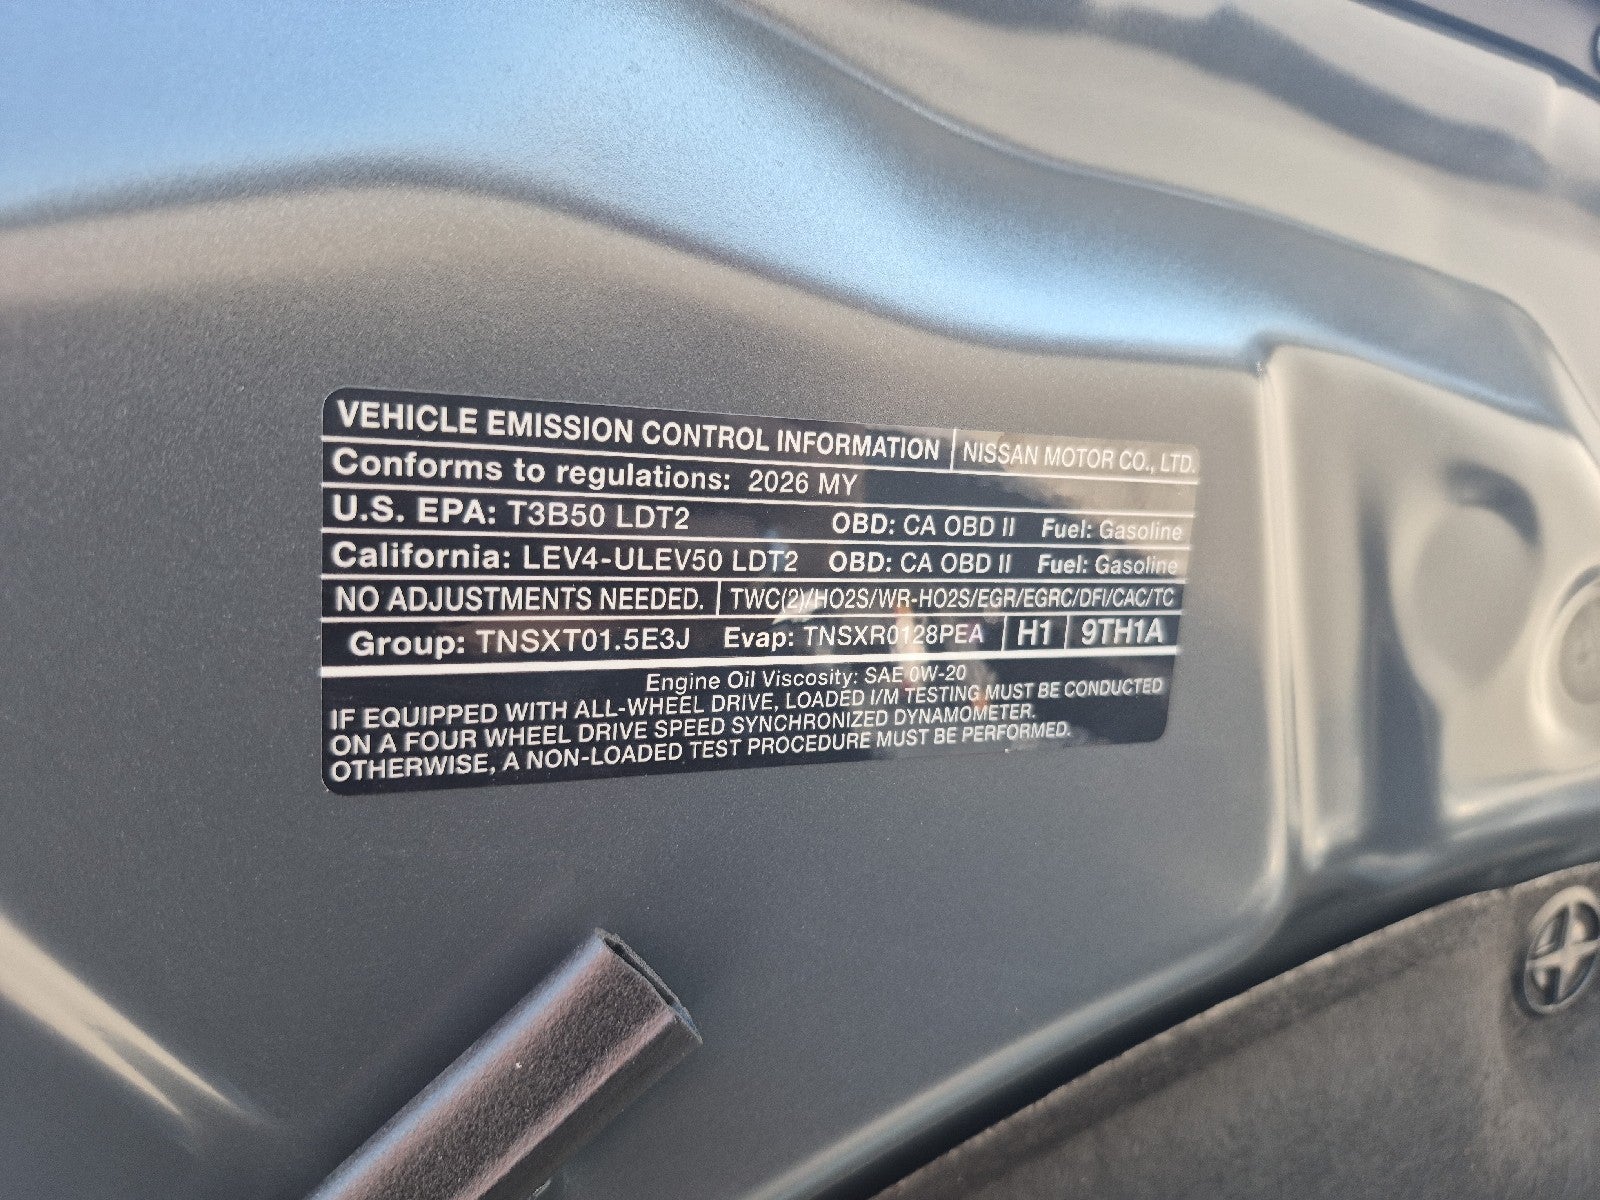 VEHICLE EMISSION CONTROL INFORMATION NISSAN MOTOR CO., LTD.
Conforms to regulations: 2026 MY
U.S. EPA: T3B50 LDT2 OBD: CA OBD II Fuel: Gasoline
California: LEV4-ULEV50 LDT2 OBD: CA OBD II Fuel: Gasoline
NO ADJUSTMENTS NEEDED. TWC(2)/HO2S/WR-HO2S/EGR/EGRC/DFI/CAC/TC
Group: TNSXT01.5E3J Evap: TNSXR0128PEA H1 9TH1A
Engine Oil Viscosity: SAE 0W-20
IF EQUIPPED WITH ALL-WHEEL DRIVE, LOADED I/M TESTING MUST BE CONDUCTED
ON A FOUR WHEEL DRIVE SPEED SYNCHRONIZED DYNAMOMETER.
OTHERWISE, A NON-LOADED TEST PROCEDURE MUST BE PERFORMED.